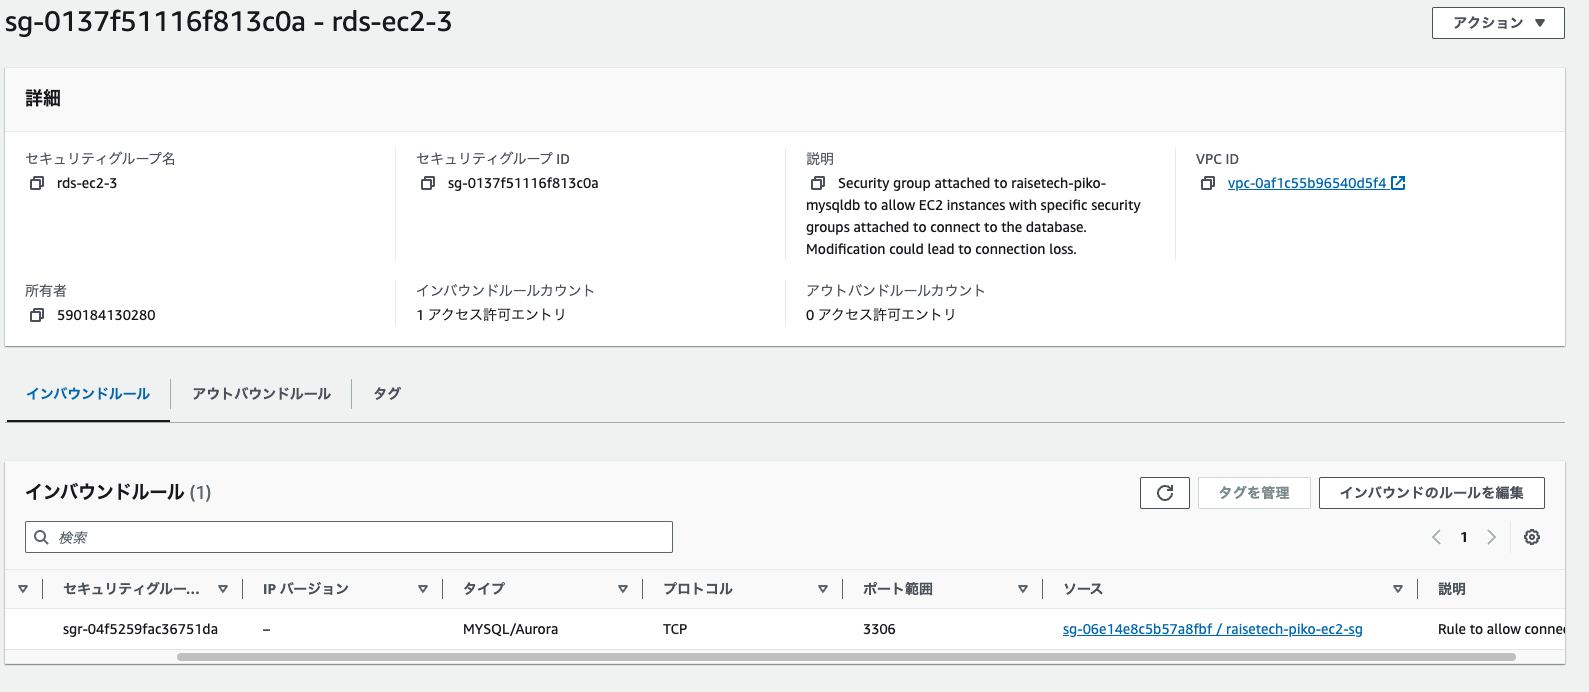 sg-0137f51116f813c0a - rds-ec2-3
アクション ▼
詳細
セキュリティグループ名
rds-ec2-3
セキュリティグループ ID
sg-0137f51116f813c0a
説明
Security group attached to raisetech-piko-
mysqldb to allow EC2 instances with specific security
groups attached to connect to the database.
Modification could lead to connection loss.
VPC ID
vpc-0af1c55b96540d5f4
所有者
590184130280
インバウンドルールカウント
1 アクセス許可エントリ
アウトバンドルールカウント
0 アクセス許可エントリ
インバウンドルール
アウトバウンドルール
タグ
インバウンドルール (1)
タグを管理
インバウンドのルールを編集
検索
1
セキュリティグルー... IP バージョン タイプ プロトコル ポート範囲 ソース 説明
sgr-04f5259fac36751da – MYSQL/Aurora TCP 3306 sg-06e14e8c5b57a8fbf / raisetech-piko-ec2-sg Rule to allow conne